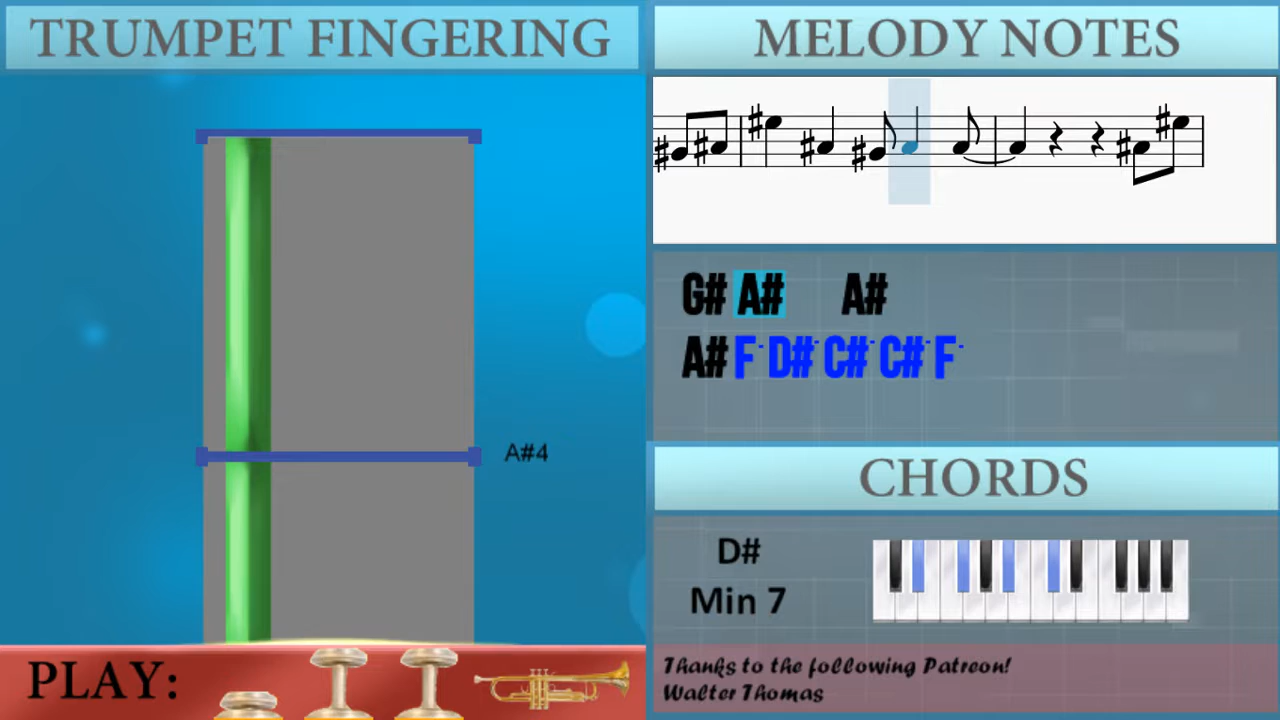 TRUMPET FINGERING
MELODY NOTES
G# A# A#
A# F- D#- C#- C#- F-
A#4
CHORDS
D#
Min 7
PLAY:
Thanks to the following Patreon!
Walter Thomas